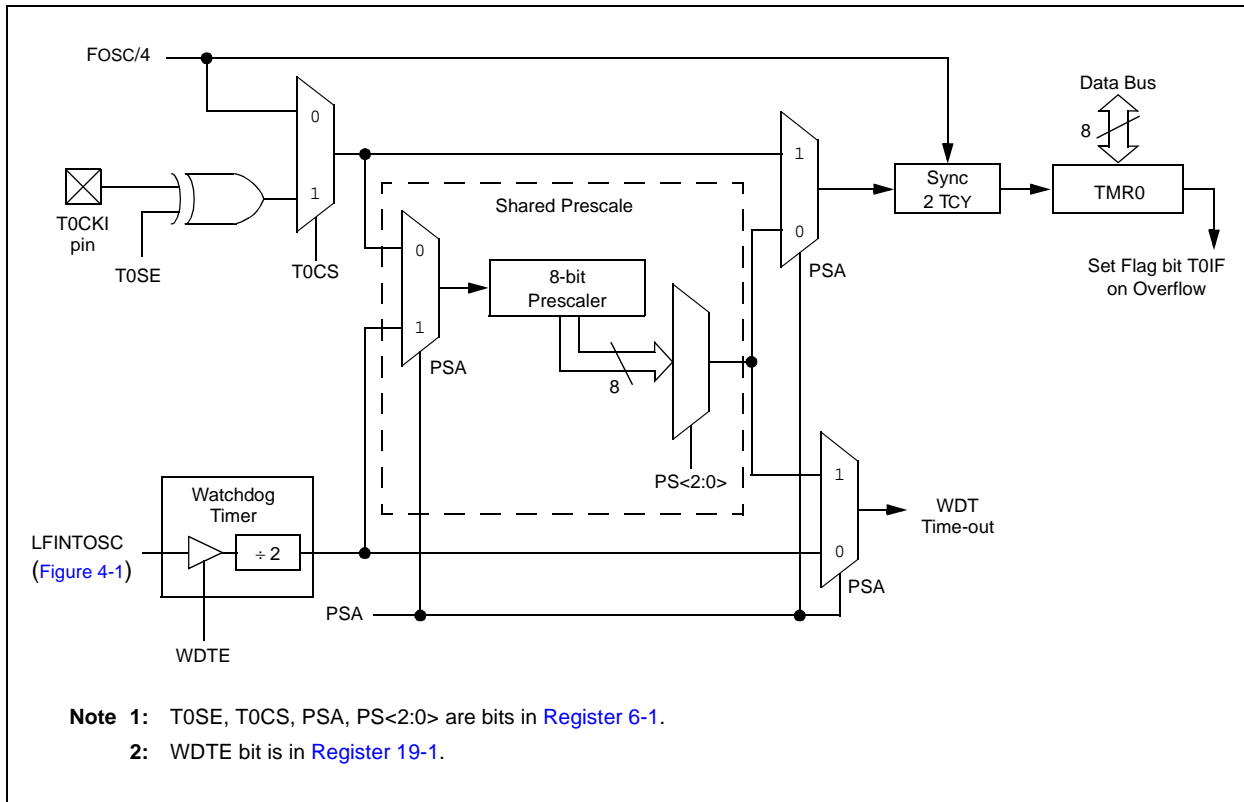 FOSC/4
Data Bus
8
0
1
1
0
T0CKI
pin
T0SE
T0CS
Shared Prescale
Sync
2 TCY
TMR0
PSA
Set Flag bit T0IF
on Overflow
0
1
8-bit
Prescaler
PSA
8
PS<2:0>
1
0
WDT
Time-out
PSA
Watchdog
Timer
LFINTOSC
(Figure 4-1)
÷ 2
PSA
WDTE
Note 1: T0SE, T0CS, PSA, PS<2:0> are bits in Register 6-1.
2: WDTE bit is in Register 19-1.